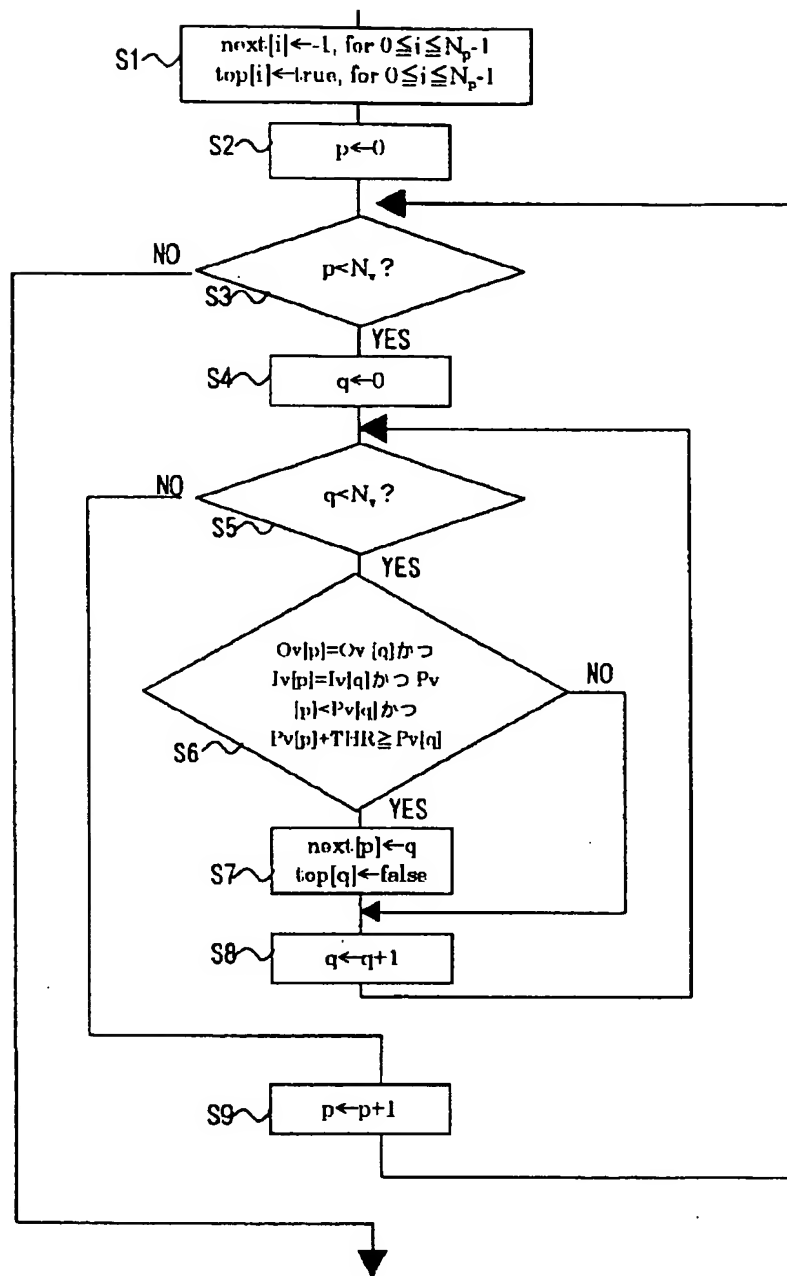 S1
next[i]←-1, for 0≦i≦Np-1
top[i]←true, for 0≦i≦Np-1
S2
p←0
NO
p<Nv?
S3
YES
S4
q←0
NO
q<Nv?
S5
YES
Ov[p]=Ov[q]かつ
Iv[p]=Iv[q]かつ Pv
[p]<Pv[q]かつ
Pv[p]+THR≧Pv[q]
NO
S6
YES
next[p]←q
top[q]←false
S7
S8
q←q+1
S9
p←p+1